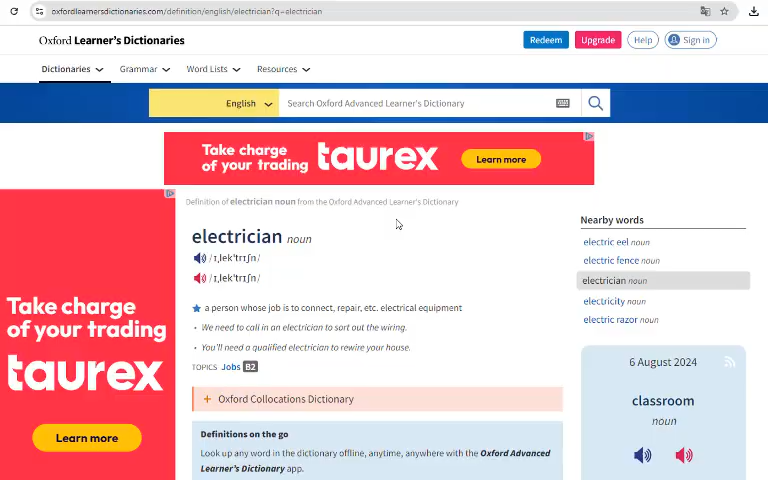 oxfordlearnersdictionaries.com/definition/english/electrician?q=electrician
Oxford Learner's Dictionaries
Redeem
Upgrade
Help
Sign in
Dictionaries
Grammar
Word Lists
Resources
English
Search Oxford Advanced Learner's Dictionary
Take charge
of your trading
taurex
Learn more
Take charge
of your trading
taurex
Learn more
Definition of electrician noun from the Oxford Advanced Learner's Dictionary
electrician noun
/ɪˌlekˈtrɪʃn/
/ɪˌlekˈtrɪʃn/
a person whose job is to connect, repair, etc. electrical equipment
• We need to call in an electrician to sort out the wiring.
• You'll need a qualified electrician to rewire your house.
TOPICS Jobs B2
+ Oxford Collocations Dictionary
Definitions on the go
Look up any word in the dictionary offline, anytime, anywhere with the Oxford Advanced
Learner's Dictionary app.
Nearby words
electric eel noun
electric fence noun
electrician noun
electricity noun
electric razor noun
6 August 2024
classroom
noun